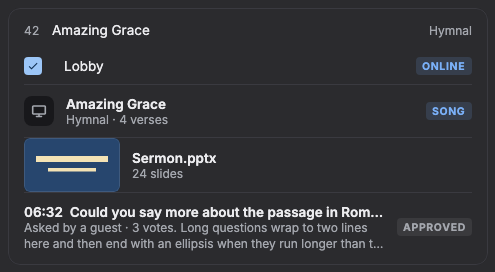 42 Amazing Grace Hymnal
Lobby ONLINE
Amazing Grace
Hymnal · 4 verses
SONG
Sermon.pptx
24 slides
06:32 Could you say more about the passage in Rom…
Asked by a guest · 3 votes. Long questions wrap to two lines
here and then end with an ellipsis when they run longer than t…
APPROVED